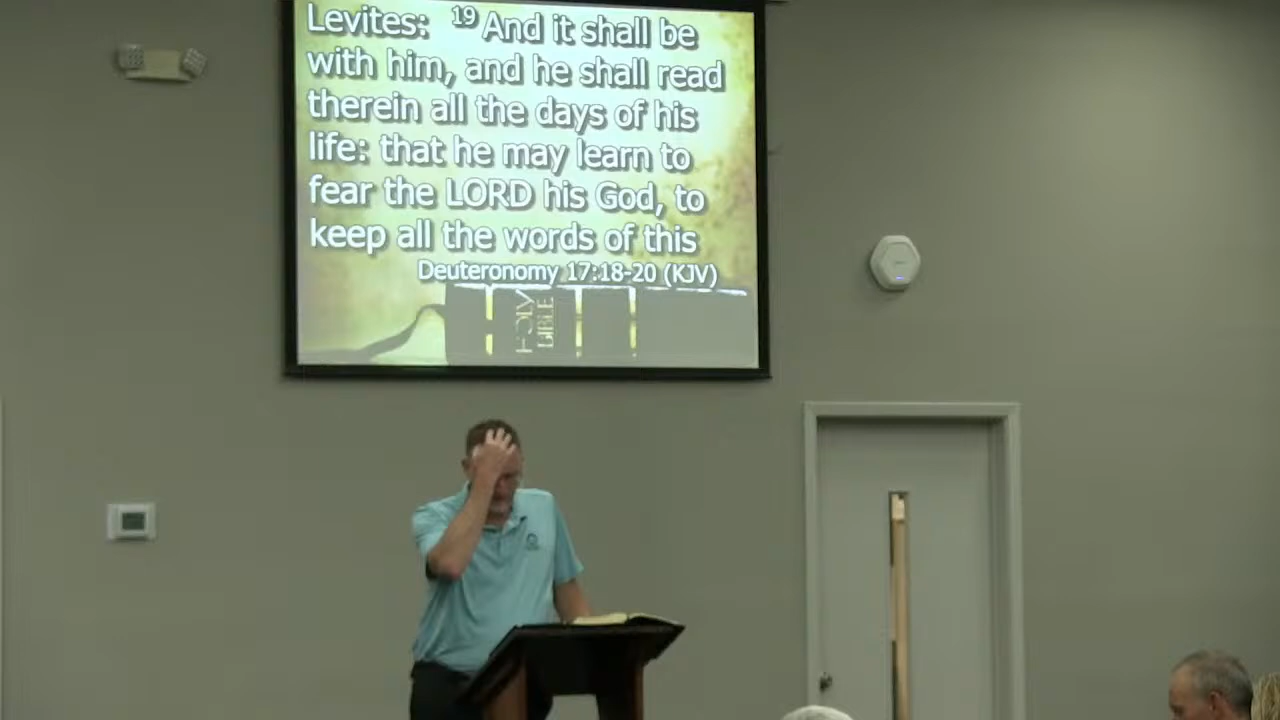 Levites: 19 And it shall be
with him, and he shall read
therein all the days of his
life: that he may learn to
fear the LORD his God, to
keep all the words of this
Deuteronomy 17:18-20 (KJV)
HOLY
BIBLE